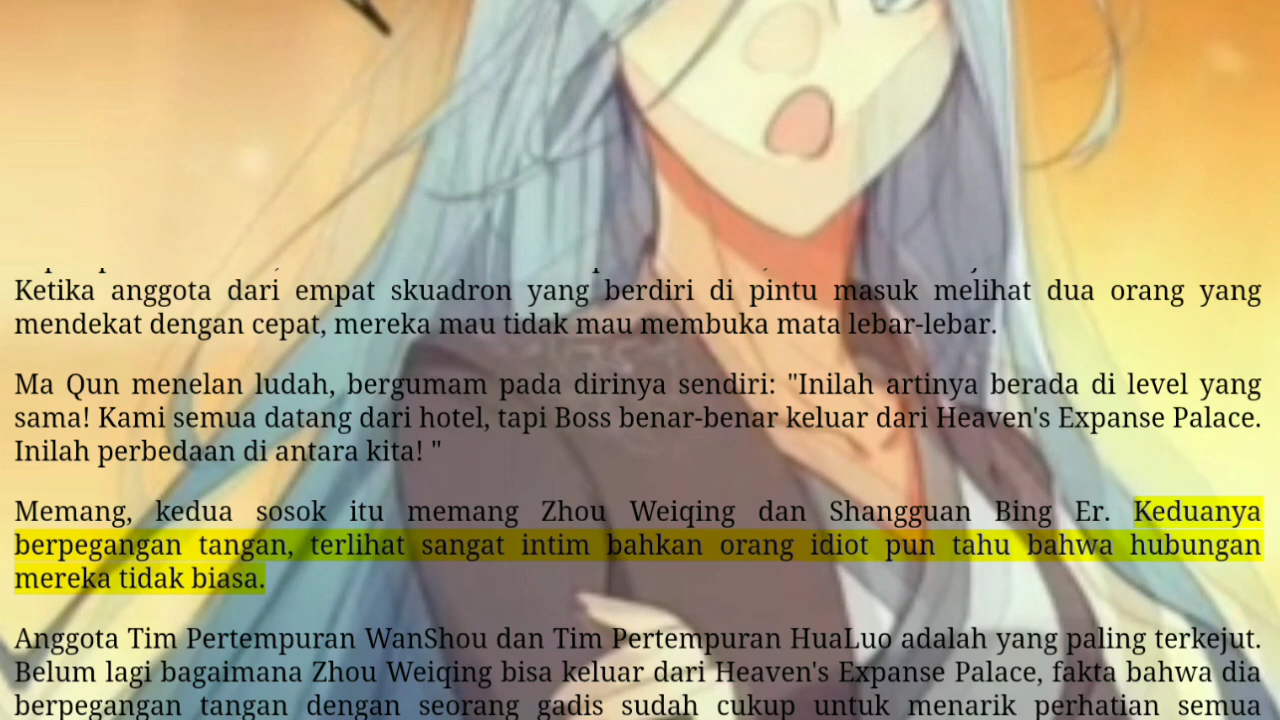 Ketika anggota dari empat skuadron yang berdiri di pintu masuk melihat dua orang yang
mendekat dengan cepat, mereka mau tidak mau membuka mata lebar-lebar.
Ma Qun menelan ludah, bergumam pada dirinya sendiri: "Inilah artinya berada di level yang
sama! Kami semua datang dari hotel, tapi Boss benar-benar keluar dari Heaven's Expanse Palace.
Inilah perbedaan di antara kita! "
Memang, kedua sosok itu memang Zhou Weiqing dan Shangguan Bing Er. Keduanya
berpegangan tangan, terlihat sangat intim bahkan orang idiot pun tahu bahwa hubungan
mereka tidak biasa.
Anggota Tim Pertempuran WanShou dan Tim Pertempuran HuaLuo adalah yang paling terkejut.
Belum lagi bagaimana Zhou Weiqing bisa keluar dari Heaven's Expanse Palace, fakta bahwa dia
berpegangan tangan dengan seorang gadis sudah cukup untuk menarik perhatian semua